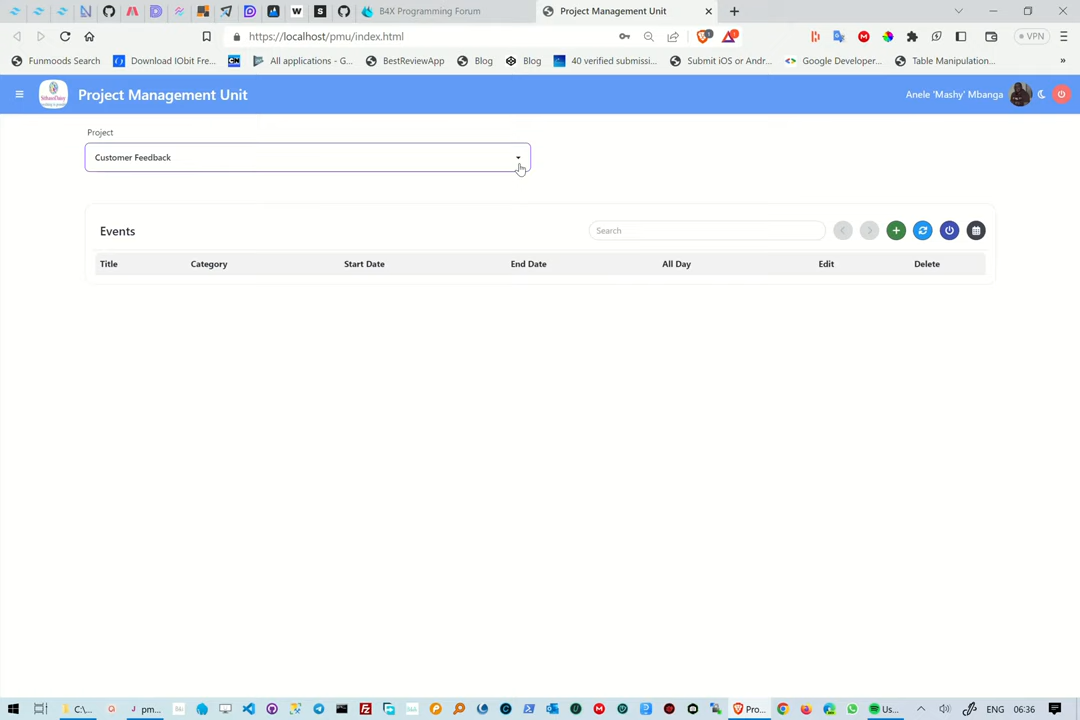 B4X Programming Forum
Project Management Unit
https://localhost/pmu/index.html
VPN
Funmoods Search
Download IObit Fre...
All applications - G...
BestReviewApp
Blog
Blog
40 verified submissi...
Submit iOS or Andr...
Google Developer...
Table Manipulation...
»
Project Management Unit
Anele 'Mashy' Mbanga
Project
Customer Feedback
Events
Search
Title
Category
Start Date
End Date
All Day
Edit
Delete
C:\...
pm...
Pro...
Us...
ENG
06:36